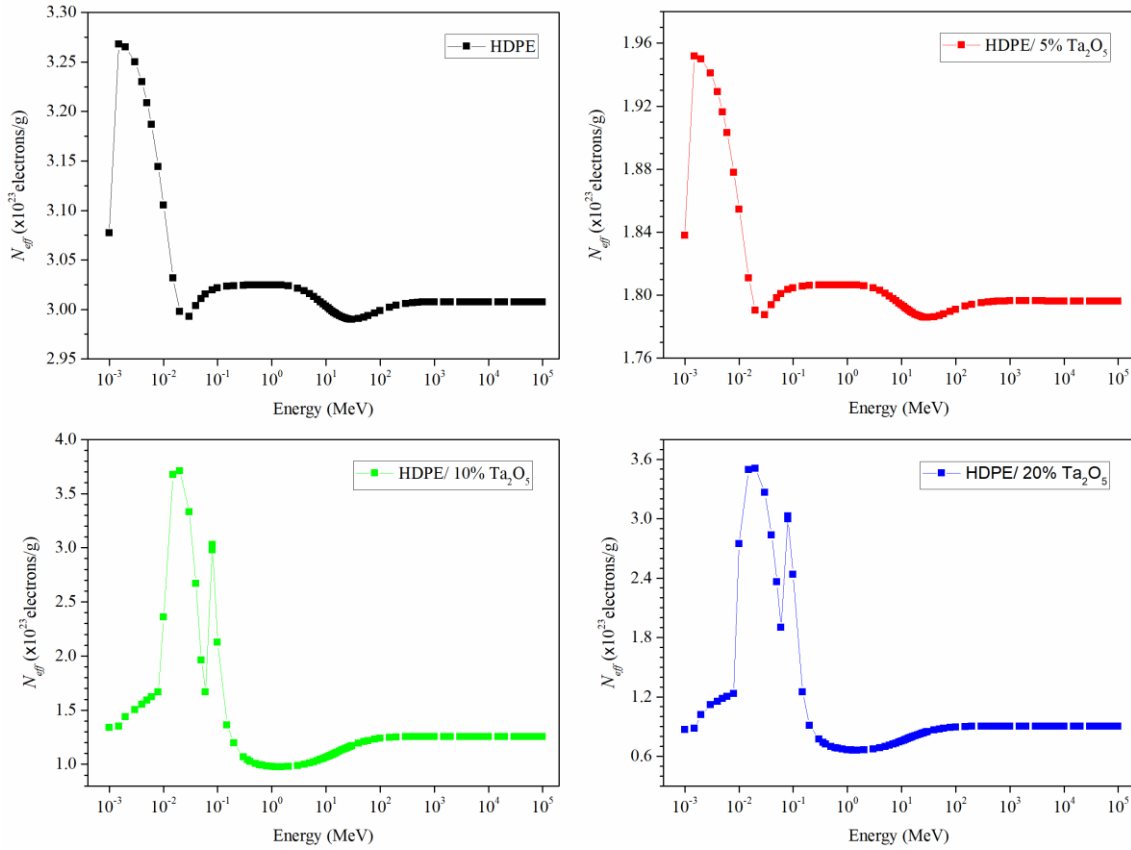 3.30
3.25
3.20
3.15
3.10
3.05
3.00
2.95
N_eff (x10^23 electrons/g)
HDPE
10^-3 10^-2 10^-1 10^0 10^1 10^2 10^3 10^4 10^5
Energy (MeV)
1.96
1.92
1.88
1.84
1.80
1.76
N_eff (x10^23 electrons/g)
HDPE/ 5% Ta₂O₅
10^-3 10^-2 10^-1 10^0 10^1 10^2 10^3 10^4 10^5
Energy (MeV)
4.0
3.5
3.0
2.5
2.0
1.5
1.0
N_eff (x10^23 electrons/g)
HDPE/ 10% Ta₂O₅
10^-3 10^-2 10^-1 10^0 10^1 10^2 10^3 10^4 10^5
Energy (MeV)
3.6
3.0
2.4
1.8
1.2
0.6
N_eff (x10^23 electrons/g)
HDPE/ 20% Ta₂O₅
10^-3 10^-2 10^-1 10^0 10^1 10^2 10^3 10^4 10^5
Energy (MeV)